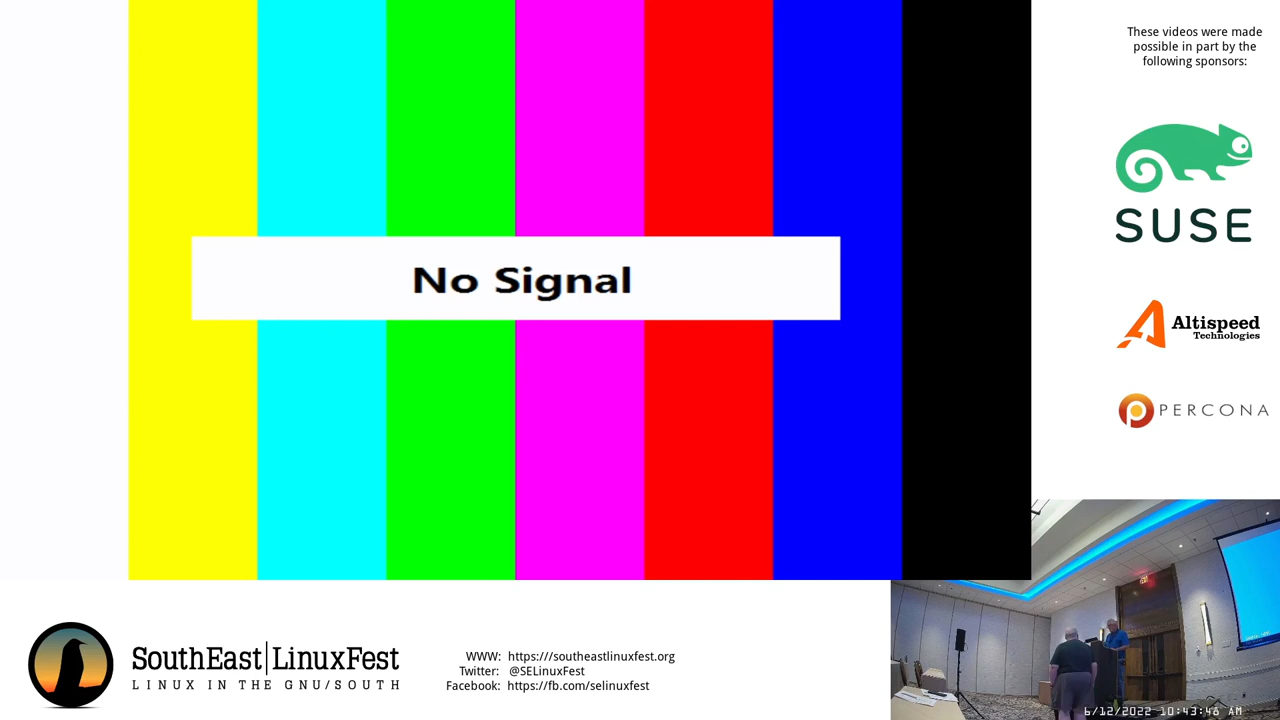 These videos were made
possible in part by the
following sponsors:
SUSE
No Signal
Altispeed
Technologies
PERCONA
SouthEast LinuxFest
LINUX IN THE GNU/SOUTH
WWW: https:///southeastlinuxfest.org
Twitter: @SELinuxFest
Facebook: https://fb.com/selinuxfest
6/12/2022 10:43:46 AM